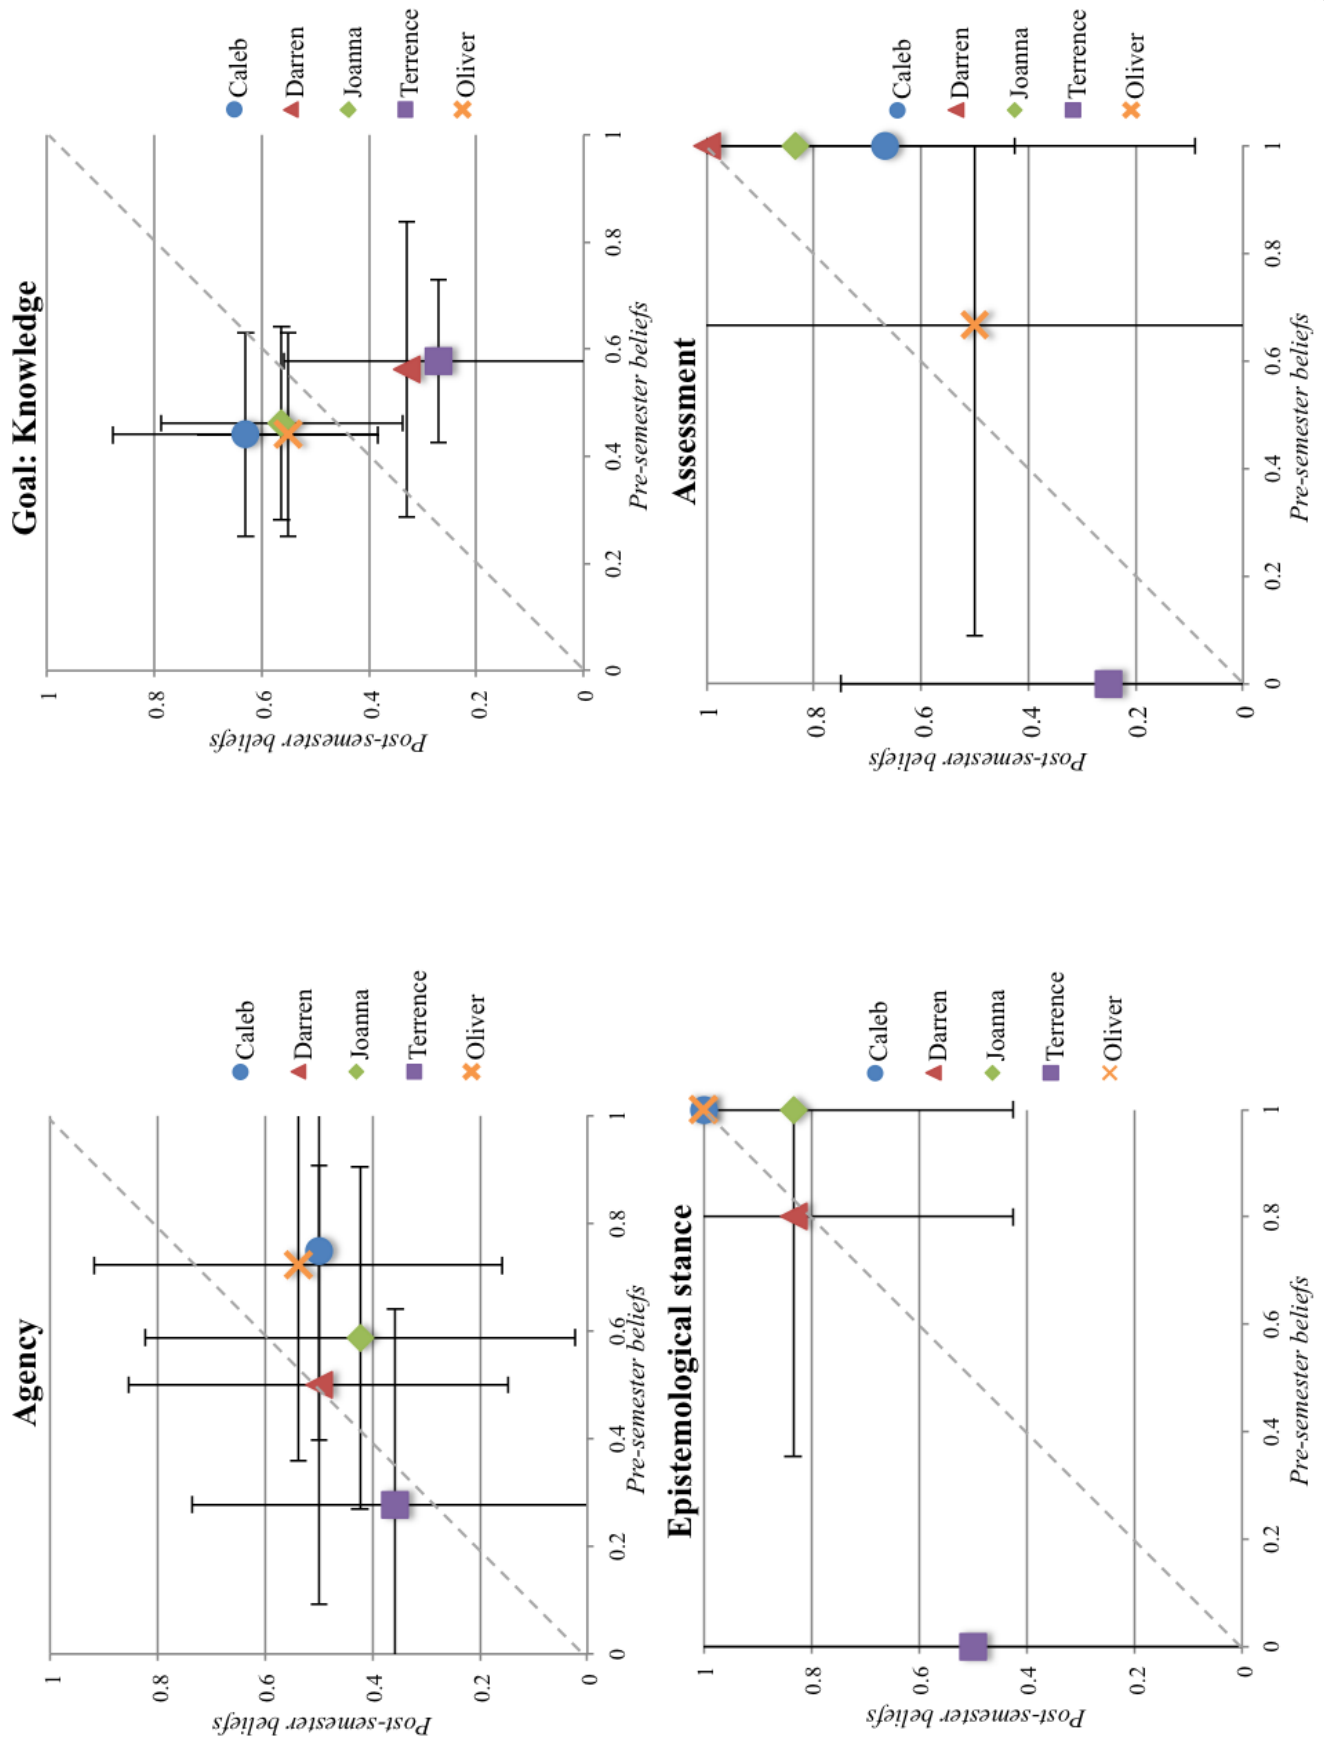 Agency
1
0.8
0.6
0.4
0.2
0
Post-semester beliefs
0
0.2
0.4
0.6
0.8
1
Pre-semester beliefs
Caleb
Darren
Joanna
Terrence
Oliver
Goal: Knowledge
1
0.8
0.6
0.4
0.2
0
Post-semester beliefs
0
0.2
0.4
0.6
0.8
1
Pre-semester beliefs
Caleb
Darren
Joanna
Terrence
Oliver
Epistemological stance
1
0.8
0.6
0.4
0.2
0
Post-semester beliefs
0
0.2
0.4
0.6
0.8
1
Pre-semester beliefs
Caleb
Darren
Joanna
Terrence
Oliver
Assessment
1
0.8
0.6
0.4
0.2
0
Post-semester beliefs
0
0.2
0.4
0.6
0.8
1
Pre-semester beliefs
Caleb
Darren
Joanna
Terrence
Oliver